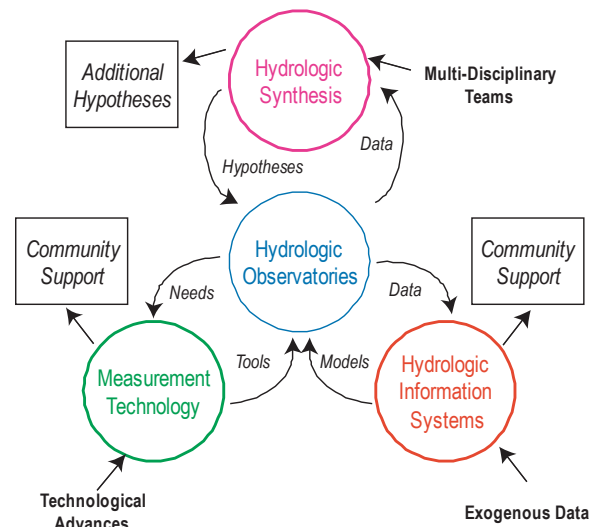 Additional
Hypotheses
Hydrologic
Synthesis
Multi-Disciplinary
Teams
Hypotheses
Data
Community
Support
Hydrologic
Observatories
Community
Support
Needs
Data
Measurement
Technology
Tools
Models
Hydrologic
Information
Systems
Technological
Advances
Exogenous Data